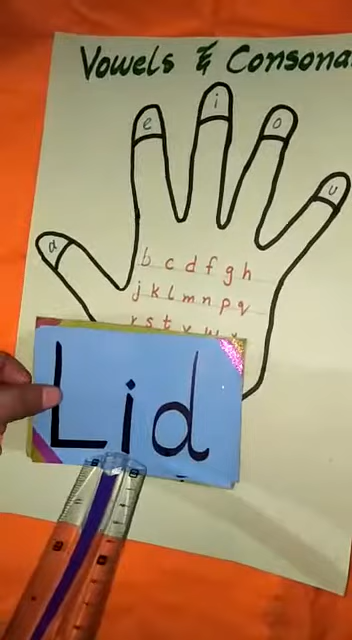 Vowels & Consona
a e i o u
b c d f g h
j k l m n p q
r s t v w x
Lid